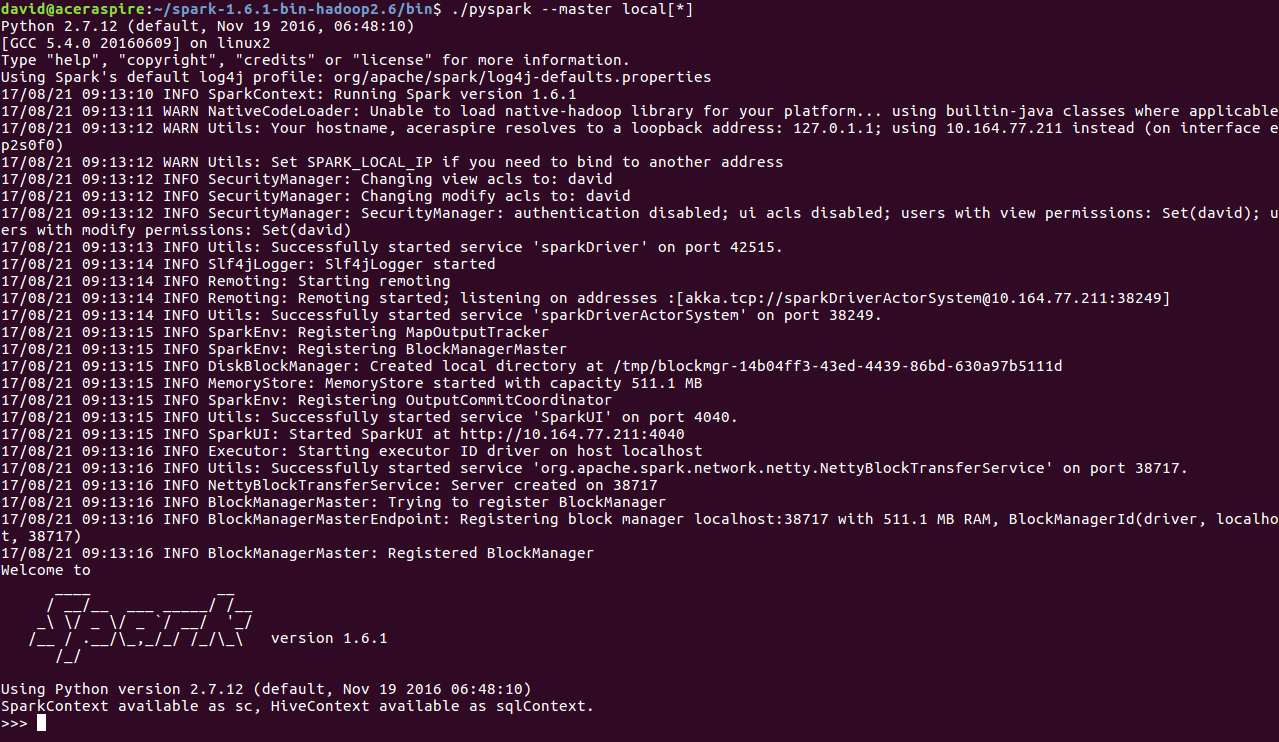 david@aceraspire:~/spark-1.6.1-bin-hadoop2.6/bin$ ./pyspark --master local[*]
Python 2.7.12 (default, Nov 19 2016, 06:48:10)
[GCC 5.4.0 20160609] on linux2
Type "help", "copyright", "credits" or "license" for more information.
Using Spark's default log4j profile: org/apache/spark/log4j-defaults.properties
17/08/21 09:13:10 INFO SparkContext: Running Spark version 1.6.1
17/08/21 09:13:11 WARN NativeCodeLoader: Unable to load native-hadoop library for your platform... using builtin-java classes where applicable
17/08/21 09:13:12 WARN Utils: Your hostname, aceraspire resolves to a loopback address: 127.0.1.1; using 10.164.77.211 instead (on interface e
p2s0f0)
17/08/21 09:13:12 WARN Utils: Set SPARK_LOCAL_IP if you need to bind to another address
17/08/21 09:13:12 INFO SecurityManager: Changing view acls to: david
17/08/21 09:13:12 INFO SecurityManager: Changing modify acls to: david
17/08/21 09:13:12 INFO SecurityManager: SecurityManager: authentication disabled; ui acls disabled; users with view permissions: Set(david); u
ers with modify permissions: Set(david)
17/08/21 09:13:13 INFO Utils: Successfully started service 'sparkDriver' on port 42515.
17/08/21 09:13:14 INFO Slf4jLogger: Slf4jLogger started
17/08/21 09:13:14 INFO Remoting: Starting remoting
17/08/21 09:13:14 INFO Remoting: Remoting started; listening on addresses :[akka.tcp://sparkDriverActorSystem@10.164.77.211:38249]
17/08/21 09:13:14 INFO Utils: Successfully started service 'sparkDriverActorSystem' on port 38249.
17/08/21 09:13:15 INFO SparkEnv: Registering MapOutputTracker
17/08/21 09:13:15 INFO SparkEnv: Registering BlockManagerMaster
17/08/21 09:13:15 INFO DiskBlockManager: Created local directory at /tmp/blockmgr-14b04ff3-43ed-4439-86bd-630a97b5111d
17/08/21 09:13:15 INFO MemoryStore: MemoryStore started with capacity 511.1 MB
17/08/21 09:13:15 INFO SparkEnv: Registering OutputCommitCoordinator
17/08/21 09:13:15 INFO Utils: Successfully started service 'SparkUI' on port 4040.
17/08/21 09:13:15 INFO SparkUI: Started SparkUI at http://10.164.77.211:4040
17/08/21 09:13:16 INFO Executor: Starting executor ID driver on host localhost
17/08/21 09:13:16 INFO Utils: Successfully started service 'org.apache.spark.network.netty.NettyBlockTransferService' on port 38717.
17/08/21 09:13:16 INFO NettyBlockTransferService: Server created on 38717
17/08/21 09:13:16 INFO BlockManagerMaster: Trying to register BlockManager
17/08/21 09:13:16 INFO BlockManagerMasterEndpoint: Registering block manager localhost:38717 with 511.1 MB RAM, BlockManagerId(driver, localho
t, 38717)
17/08/21 09:13:16 INFO BlockManagerMaster: Registered BlockManager
Welcome to
      ____              __
     / __/__  ___ _____/ /__
    _\ \/ _ \/ _ `/ __/  '_/
   /__ / .__/\_,_/_/ /_/\_\   version 1.6.1
      /_/

Using Python version 2.7.12 (default, Nov 19 2016 06:48:10)
SparkContext available as sc, HiveContext available as sqlContext.
>>>